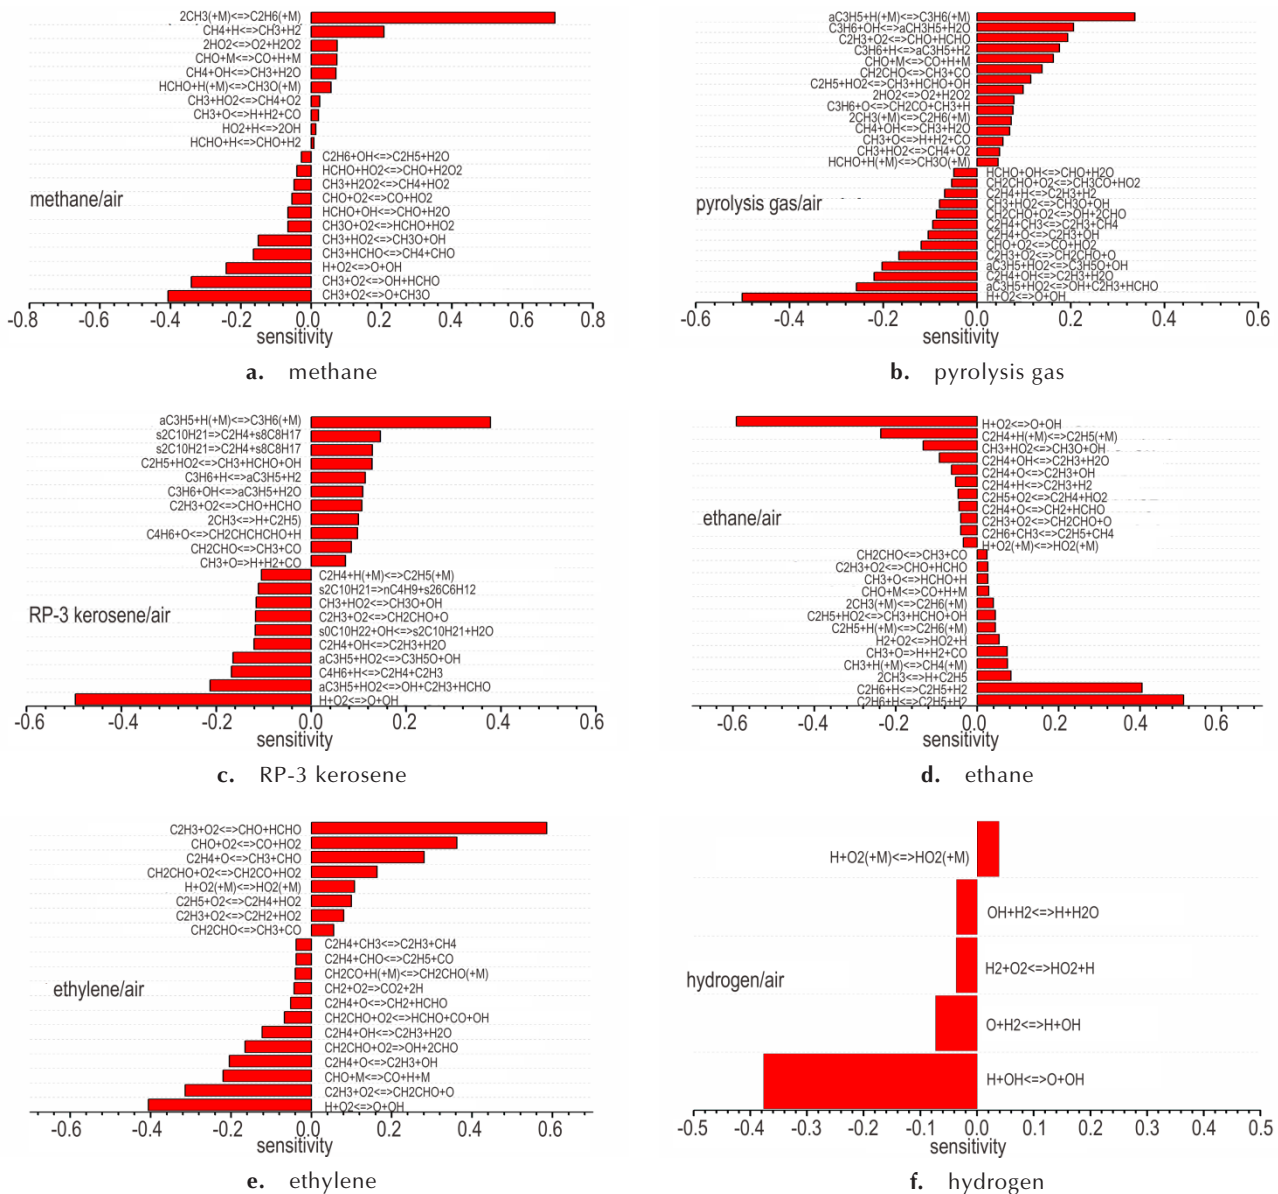 2CH3(+M)<=>C2H6(+M)
CH4+H<=>CH3+H2
2HO2<=>O2+H2O2
CHO+M<=>CO+H+M
CH4+OH<=>CH3+H2O
HCHO+H(+M)<=>CH3O(+M)
CH3+HO2<=>CH4+O2
CH3+O<=>H+H2+CO
HO2+H<=>2OH
HCHO+H<=>CHO+H2
C2H6+OH<=>C2H5+H2O
HCHO+HO2<=>CHO+H2O2
CH3+H2O2<=>CH4+HO2
CHO+O2<=>CO+HO2
HCHO+OH<=>CHO+H2O
CH3O+O2<=>HCHO+HO2
CH3+HO2<=>CH3O+OH
CH3+HCHO<=>CH4+CHO
H+O2<=>O+OH
CH3+O2<=>OH+HCHO
CH3+O2<=>O+CH3O
methane/air
-0.8 -0.6 -0.4 -0.2 0.0 0.2 0.4 0.6 0.8
sensitivity
a. methane
aC3H5+H(+M)<=>C3H6(+M)
C3H6+OH<=>aC3H5+H2O
C2H3+O2<=>CHO+HCHO
C3H6+H<=>aC3H5+H2
CHO+M<=>CO+H+M
CH2CHO<=>CH3+CO
C2H5+HO2<=>CH3+HCHO+OH
2HO2<=>O2+H2O2
C3H6+O<=>CH2CO+CH3+H
2CH3(+M)<=>C2H6(+M)
CH4+OH<=>CH3+H2O
CH3+O<=>H+H2+CO
CH3+HO2<=>CH4+O2
HCHO+H(+M)<=>CH3O(+M)
HCHO+OH<=>CHO+H2O
CH2CHO+O2<=>CH3CO+HO2
C2H4+H<=>C2H3+H2
CH3+HO2<=>CH3O+OH
CH2CHO+O2<=>OH+2CHO
C2H4+CH3<=>C2H3+CH4
C2H4+O<=>C2H3+OH
CHO+O2<=>CO+HO2
C2H3+O2<=>CH2CHO+O
aC3H5+HO2<=>C3H5O+OH
C2H4+OH<=>C2H3+H2O
aC3H5+HO2<=>OH+C2H3+HCHO
H+O2<=>O+OH
pyrolysis gas/air
-0.6 -0.4 -0.2 0.0 0.2 0.4 0.6
sensitivity
b. pyrolysis gas
aC3H5+H(+M)<=>C3H6(+M)
s2C10H21=>C2H4+s8C8H17
s2C10H21=>C2H4+s8C8H17
C2H5+HO2<=>CH3+HCHO+OH
C3H6+H<=>aC3H5+H2
C3H6+OH<=>aC3H5+H2O
C2H3+O2<=>CHO+HCHO
2CH3<=>H+C2H5)
C4H6+O<=>CH2CHCHCHO+H
CH2CHO<=>CH3+CO
CH3+O=>H+H2+CO
C2H4+H(+M)<=>C2H5(+M)
s2C10H21=>nC4H9+s26C6H12
CH3+HO2<=>CH3O+OH
C2H3+O2<=>CH2CHO+O
s0C10H22+OH<=>s2C10H21+H2O
C2H4+OH<=>C2H3+H2O
aC3H5+HO2<=>C3H5O+OH
C4H6+H<=>C2H4+C2H3
aC3H5+HO2<=>OH+C2H3+HCHO
H+O2<=>O+OH
RP-3 kerosene/air
-0.6 -0.4 -0.2 0.0 0.2 0.4 0.6
sensitivity
c. RP-3 kerosene
H+O2<=>O+OH
C2H4+H(+M)<=>C2H5(+M)
CH3+HO2<=>CH3O+OH
C2H4+OH<=>C2H3+H2O
C2H4+O<=>C2H3+OH
C2H4+H<=>C2H3+H2
C2H5+O2<=>C2H4+HO2
C2H4+O<=>CH2+HCHO
C2H3+O2<=>CH2CHO+O
C2H6+CH3<=>C2H5+CH4
H+O2(+M)<=>HO2(+M)
CH2CHO<=>CH3+CO
C2H3+O2<=>CHO+HCHO
CH3+O<=>HCHO+H
CHO+M<=>CO+H+M
2CH3(+M)<=>C2H6(+M)
C2H5+HO2<=>CH3+HCHO+OH
C2H5+H(+M)<=>C2H6(+M)
H2+O2<=>HO2+H
CH3+O=>H+H2+CO
CH3+H(+M)<=>CH4(+M)
2CH3<=>H+C2H5
C2H6+H<=>C2H5+H2
C2H6+H<=>C2H5+H2
ethane/air
-0.6 -0.4 -0.2 0.0 0.2 0.4 0.6
sensitivity
d. ethane
C2H3+O2<=>CHO+HCHO
CHO+O2<=>CO+HO2
C2H4+O<=>CH3+CHO
CH2CHO+O2<=>CH2CO+HO2
H+O2(+M)<=>HO2(+M)
C2H5+O2<=>C2H4+HO2
C2H3+O2<=>C2H2+HO2
CH2CHO<=>CH3+CO
C2H4+CH3<=>C2H3+CH4
C2H4+CHO<=>C2H5+CO
CH2CO+H(+M)<=>CH2CHO(+M)
CH2+O2=>CO2+2H
C2H4+O<=>CH2+HCHO
CH2CHO+O2<=>HCHO+CO+OH
C2H4+OH<=>C2H3+H2O
CH2CHO+O2=>OH+2CHO
C2H4+O<=>C2H3+OH
CHO+M<=>CO+H+M
C2H3+O2<=>CH2CHO+O
H+O2<=>O+OH
ethylene/air
-0.6 -0.4 -0.2 0.0 0.2 0.4 0.6
sensitivity
e. ethylene
H+O2(+M)<=>HO2(+M)
OH+H2<=>H+H2O
H2+O2<=>HO2+H
O+H2<=>H+OH
H+OH<=>O+OH
hydrogen/air
-0.5 -0.4 -0.3 -0.2 -0.1 0.0 0.1 0.2 0.3 0.4 0.5
sensitivity
f. hydrogen